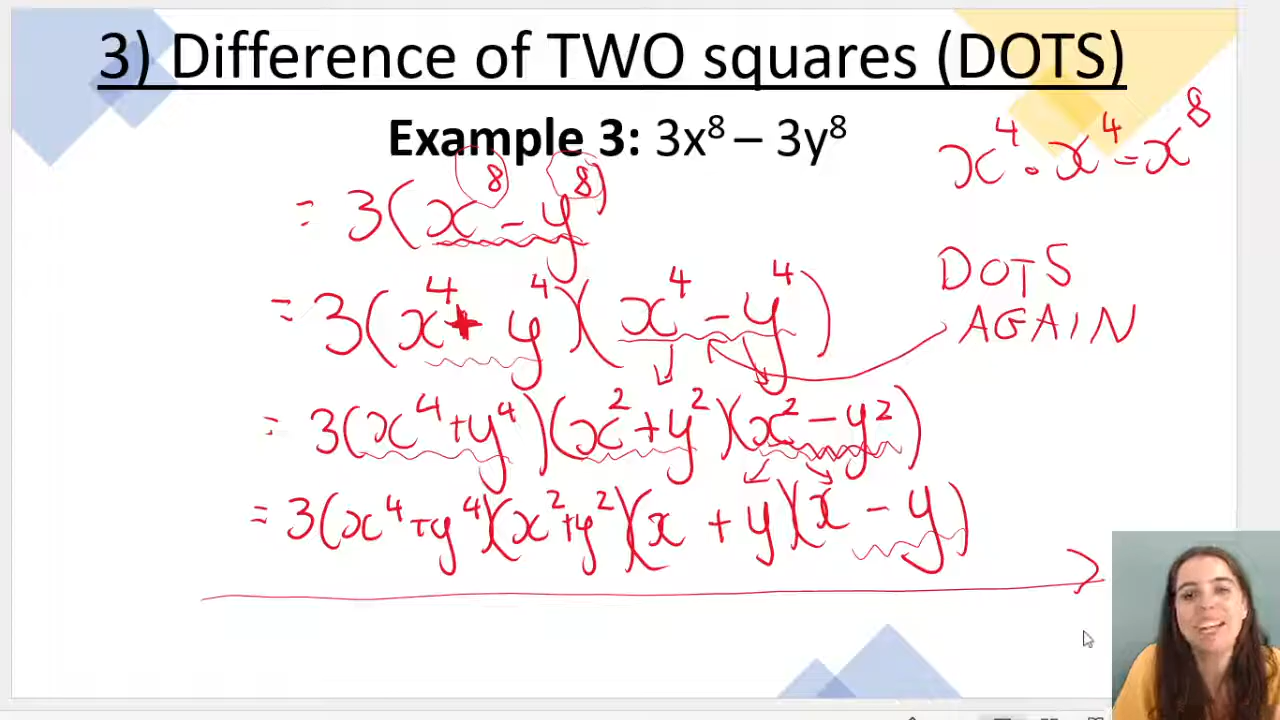 3) Difference of TWO squares (DOTS)
Example 3: 3x⁸ – 3y⁸
x⁴ · x⁴ = x⁸
= 3(x⁸ – y⁸)
= 3(x⁴ + y⁴)(x⁴ – y⁴)
DOTS
AGAIN
= 3(x⁴ + y⁴)(x² + y²)(x² – y²)
= 3(x⁴ + y⁴)(x² + y²)(x + y)(x – y)